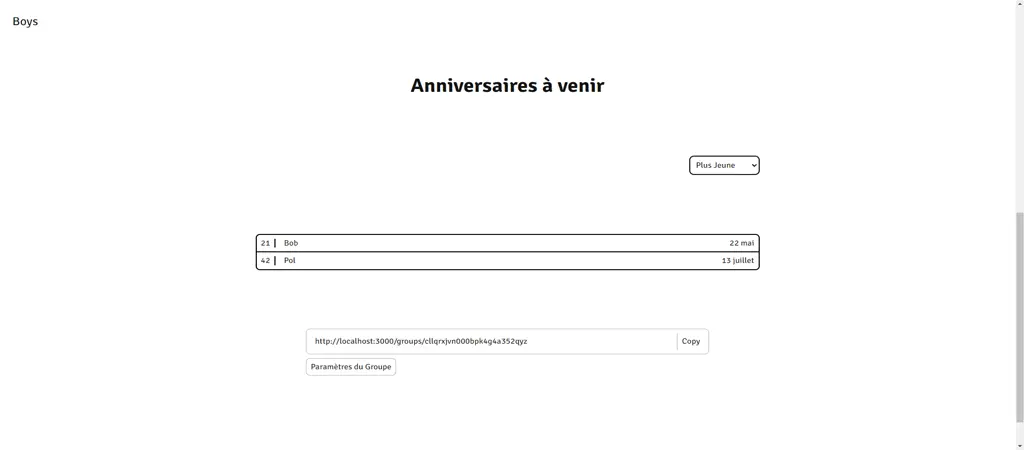 Boys
Anniversaires à venir
Plus Jeune
21 Bob 22 mai
42 Pol 13 juillet
http://localhost:3000/groups/cllqrxjvn000bpk4g4a352qyz Copy
Paramètres du Groupe